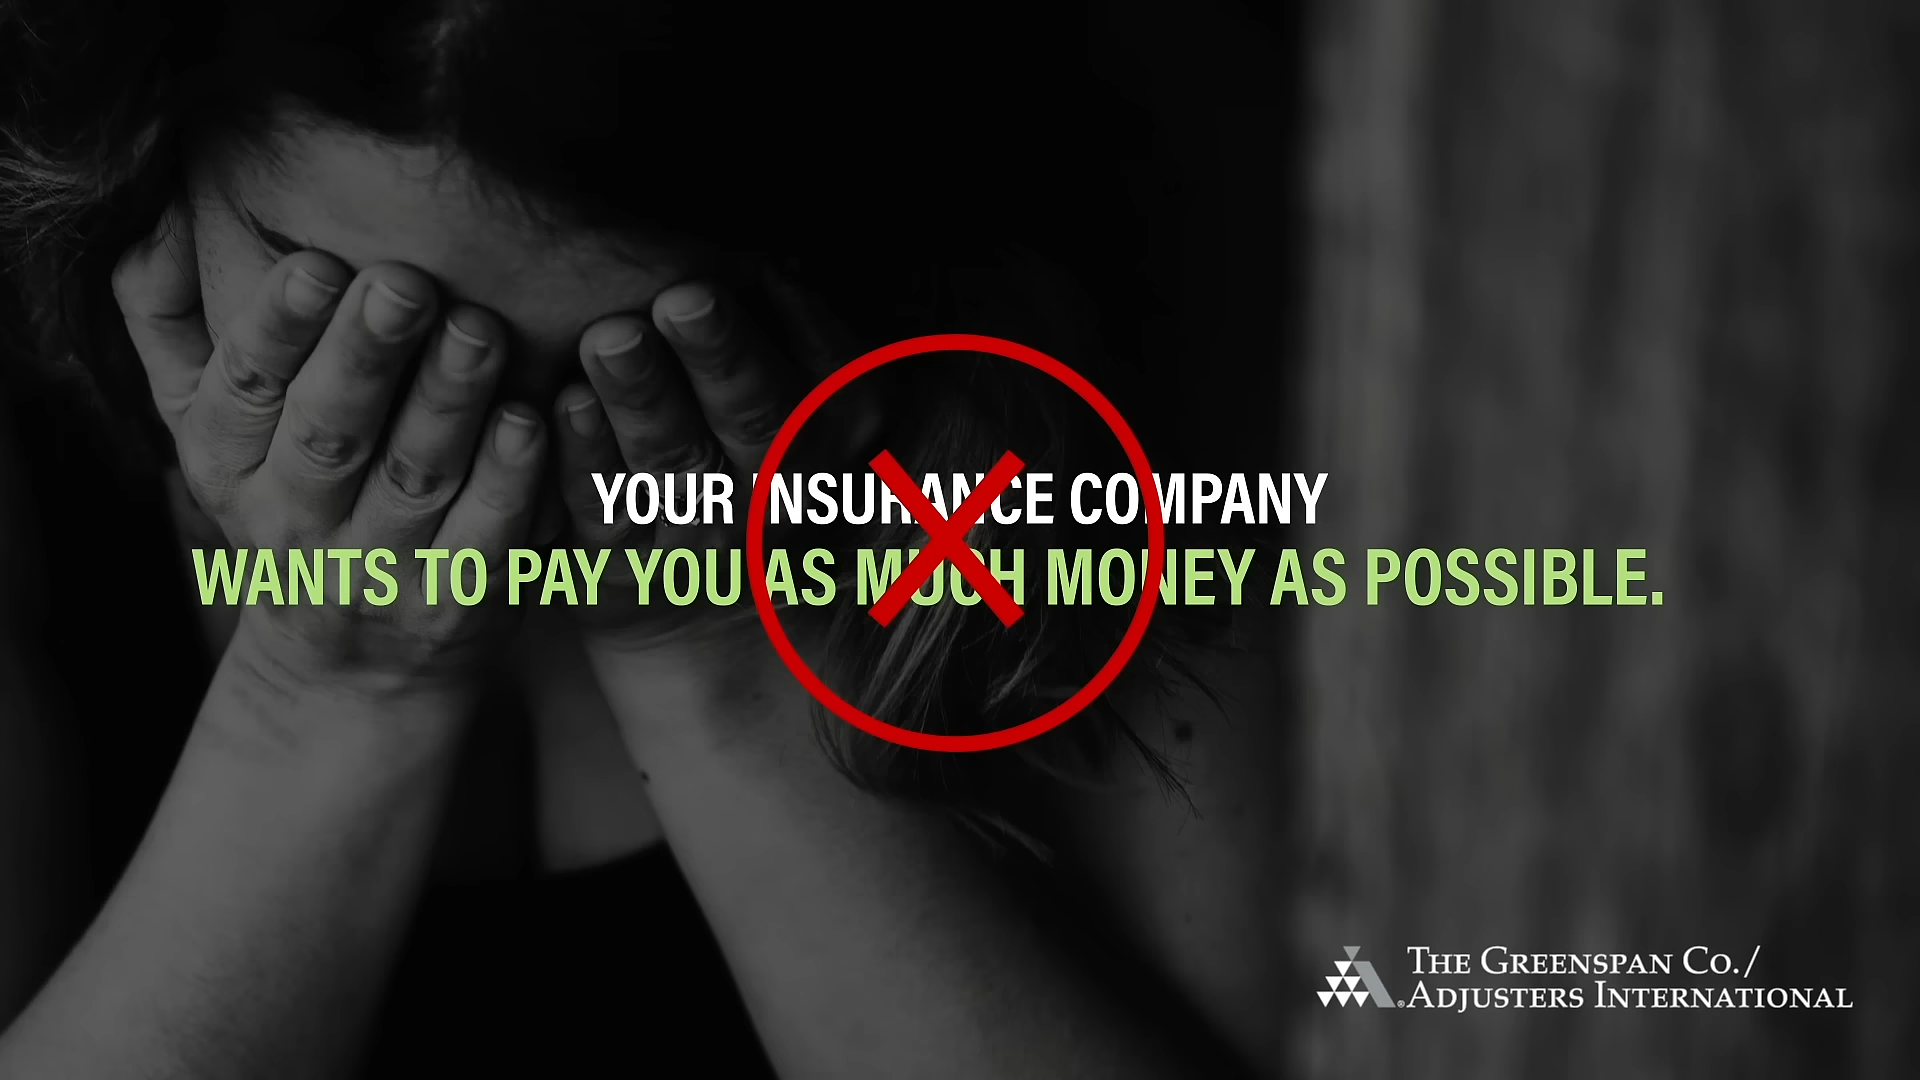 YOUR INSURANCE COMPANY
WANTS TO PAY YOU AS MUCH MONEY AS POSSIBLE.
THE GREENSPAN CO./
ADJUSTERS INTERNATIONAL